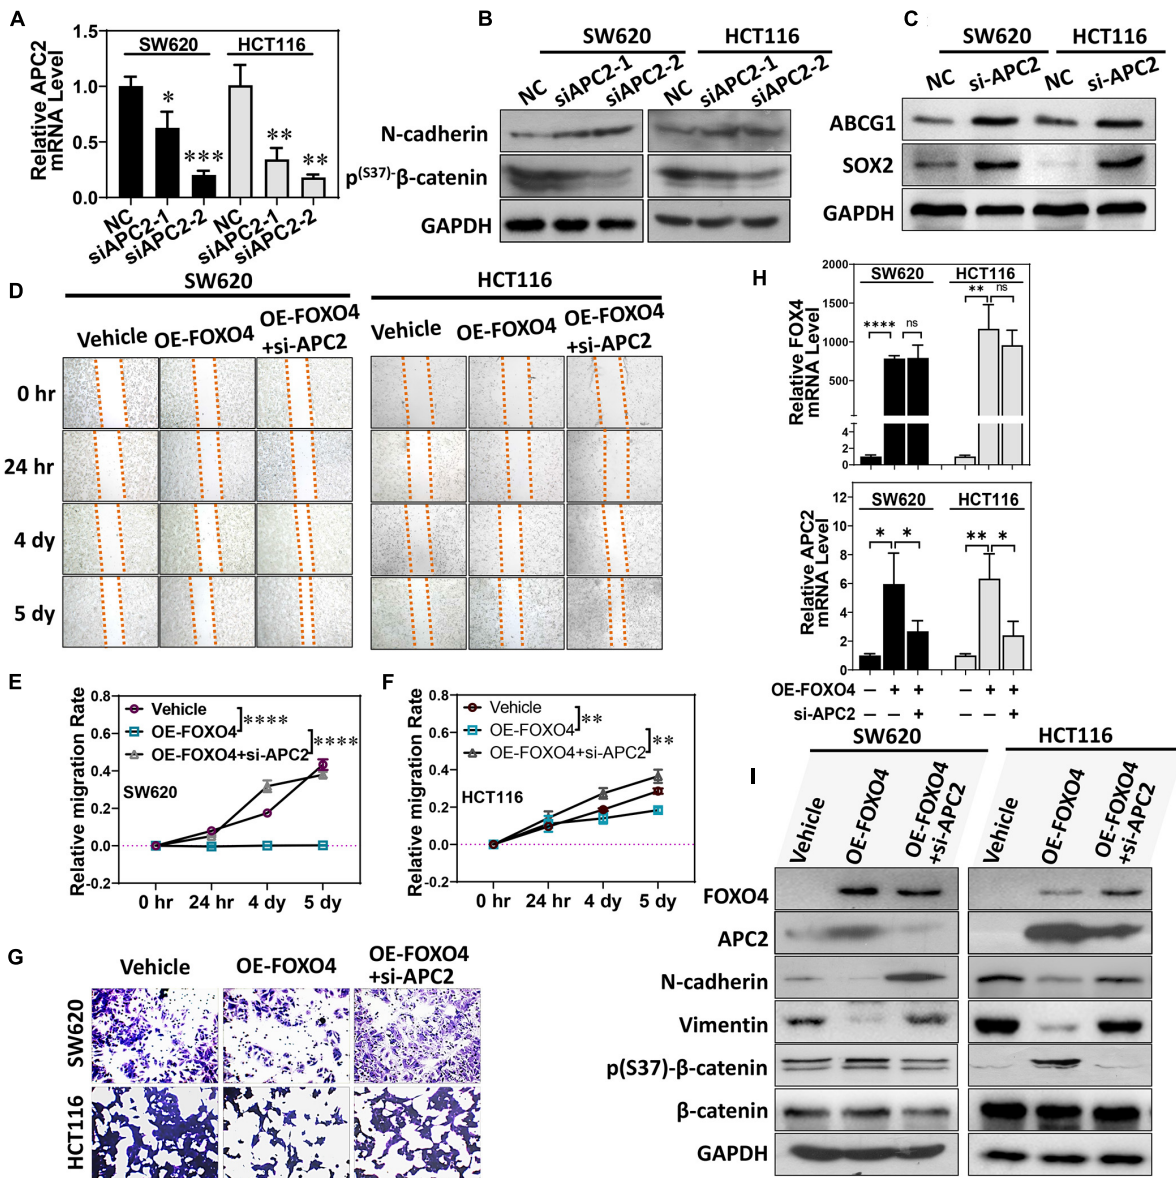 A
Relative APC2
mRNA Level
1.5
1.0
0.5
0.0
SW620
HCT116
*
***
**
**
NC
siAPC2-1
siAPC2-2
NC
siAPC2-1
siAPC2-2
B
SW620
HCT116
NC
siAPC2-1
siAPC2-2
NC
siAPC2-1
siAPC2-2
N-cadherin
p(S37)-β-catenin
GAPDH
C
SW620
HCT116
NC
si-APC2
NC
si-APC2
ABCG1
SOX2
GAPDH
D
SW620
HCT116
Vehicle
OE-FOXO4
OE-FOXO4
+si-APC2
Vehicle
OE-FOXO4
OE-FOXO4
+si-APC2
0 hr
24 hr
4 dy
5 dy
E
Relative migration Rate
0.8
0.6
0.4
0.2
0.0
-0.2
Vehicle
OE-FOXO4
OE-FOXO4+si-APC2
****
****
SW620
0 hr
24 hr
4 dy
5 dy
F
Relative migration Rate
0.8
0.6
0.4
0.2
0.0
-0.2
Vehicle
OE-FOXO4
OE-FOXO4+si-APC2
**
**
HCT116
0 hr
24 hr
4 dy
5 dy
G
Vehicle
OE-FOXO4
OE-FOXO4
+si-APC2
SW620
HCT116
H
Relative FOX4
mRNA Level
2000
1500
1000
500
4
2
0
SW620
HCT116
****
ns
**
ns
Relative APC2
mRNA Level
12
10
8
6
4
2
0
SW620
HCT116
*
*
**
*
OE-FOXO4 — + + — + +
si-APC2 — — + — — +
I
SW620
HCT116
Vehicle
OE-FOXO4
OE-FOXO4
+si-APC2
Vehicle
OE-FOXO4
OE-FOXO4
+si-APC2
FOXO4
APC2
N-cadherin
Vimentin
p(S37)-β-catenin
β-catenin
GAPDH